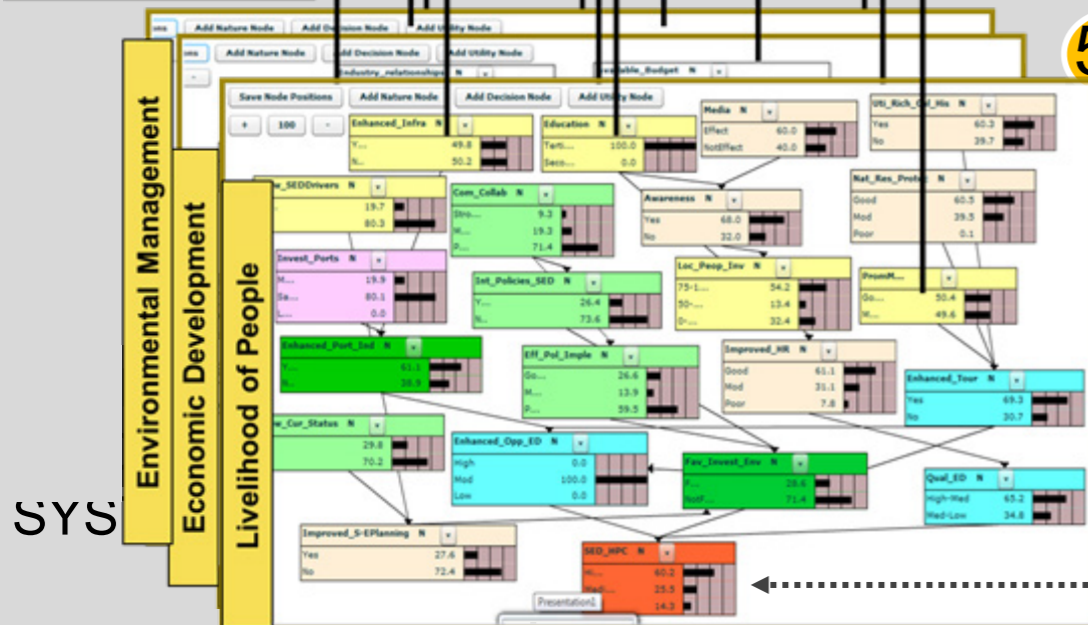 Add Nature Node Add Decision Node Add Utility Node
5
Add Nature Node Add Decision Node Add Utility Node
Industry_relationships N
Budget N
Save Node Positions Add Nature Node Add Decision Node Add Utility Node
+ 100 -
Enhanced_Infra N
Y... 49.8
N... 50.2
Education N
Terti... 100.0
Seco... 0.0
Media N
Effect 60.0
NotEffect 40.0
Uti_Rich_Cul_His N
Yes 60.3
No 39.7
SEDDrivers N
19.7
80.3
Com_Collab N
Stro... 9.3
M... 19.3
P... 71.4
Awareness N
Yes 68.0
No 32.0
Nat_Res_Prote N
Good 60.5
Mod 39.5
Poor 0.1
Invest_Ports N
M... 19.9
Sa... 80.1
L... 0.0
Int_Policies_SED N
Y... 26.4
N... 73.6
Loc_Peop_Inv N
75-1... 54.2
50-... 13.4
0-... 32.4
PromM...
Go... 50.4
M... 49.6
Enhanced_Port_Ind N
Y... 61.1
N... 38.9
Eff_Pol_Imple N
Go... 26.6
M... 13.9
P... 59.5
Improved_HR N
Good 61.1
Mod 31.1
Poor 7.8
Enhanced_Tour N
Yes 69.3
No 30.7
w_Cur_Status N
29.8
70.2
Enhanced_Opp_ED N
High 0.0
Mod 100.0
Low 0.0
Fav_Invest_Env N
F... 28.6
NotF... 71.4
Qual_ED N
High-Med 65.2
Med-Low 34.8
Improved_S-EPlanning N
Yes 27.6
No 72.4
SED_HPC N
Hi... 60.2
Medi... 25.5
14.3
Presentation2
Environmental Management
Economic Development
Livelihood of People
SYS